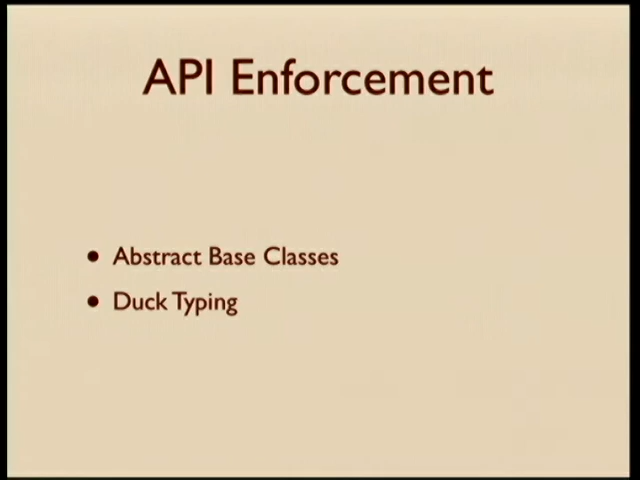 API Enforcement
• Abstract Base Classes
• Duck Typing